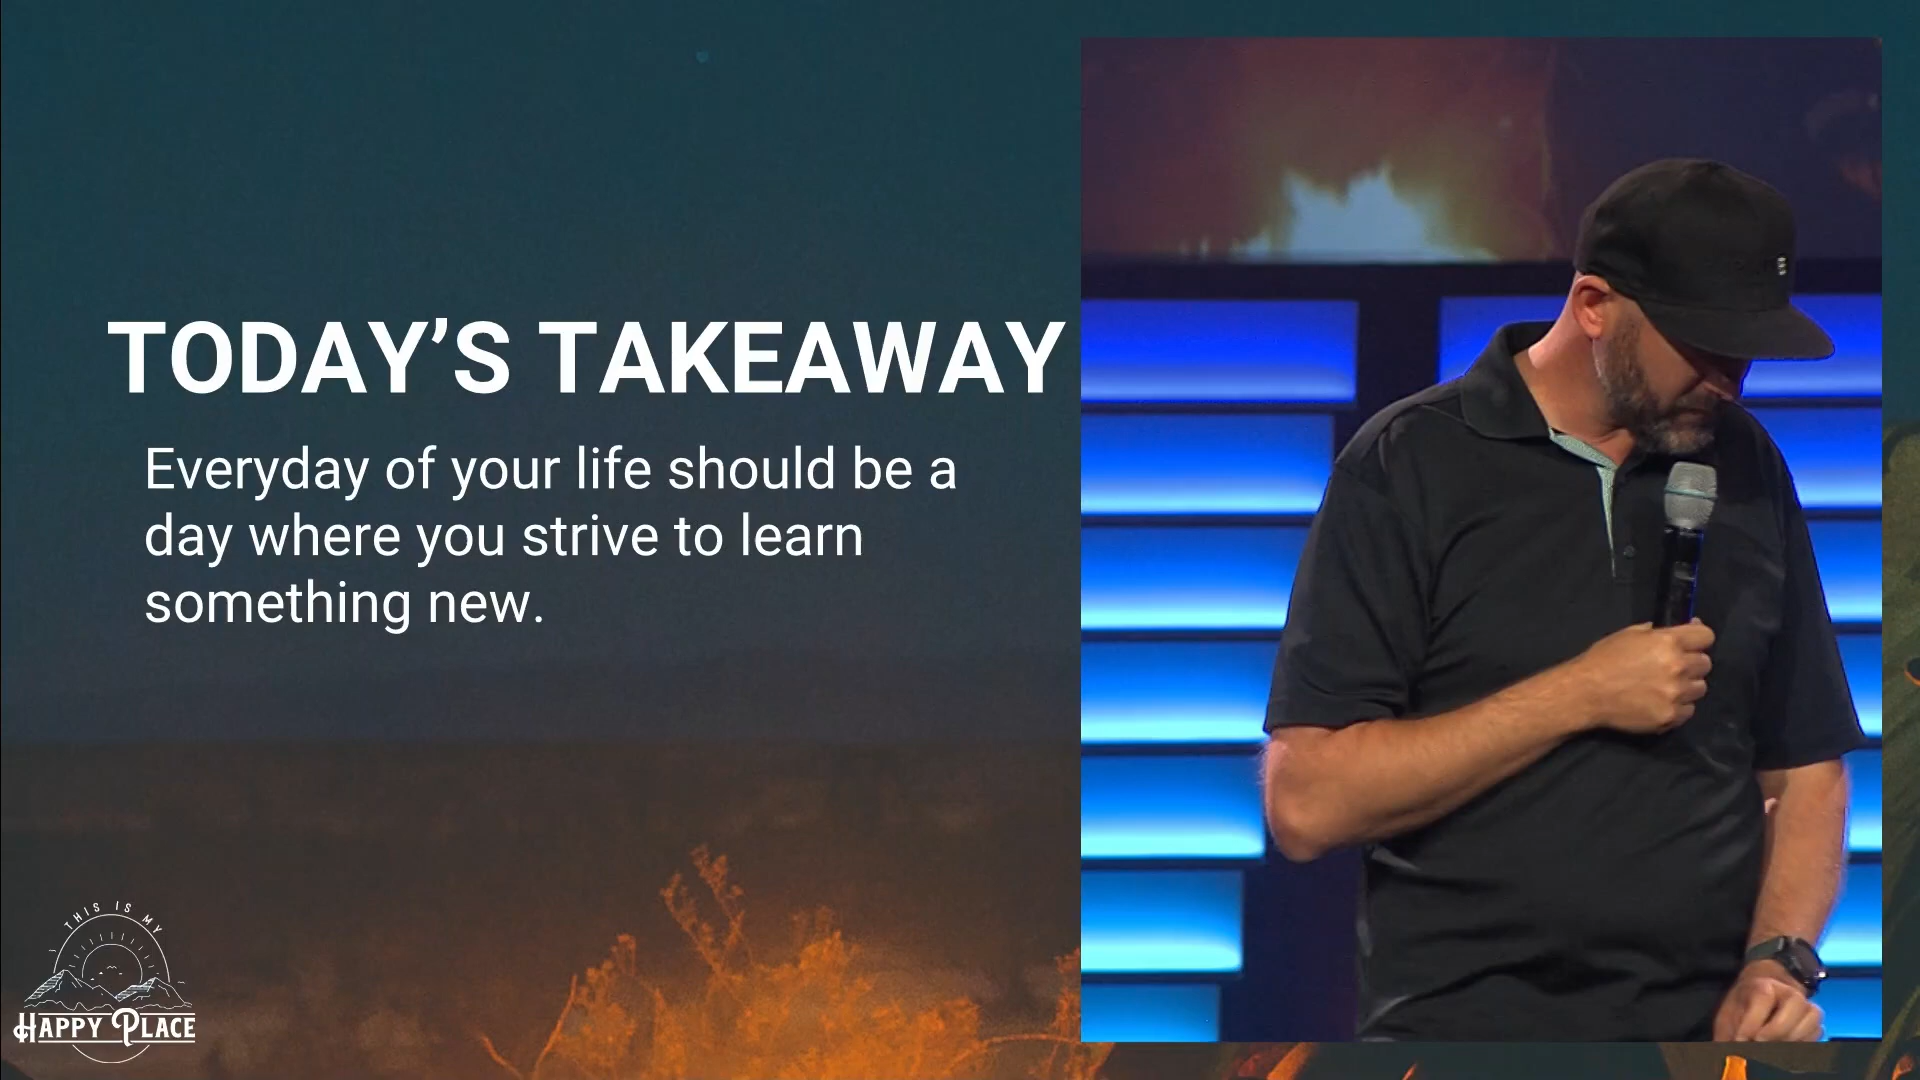 TODAY’S TAKEAWAY
Everyday of your life should be a
day where you strive to learn
something new.
THIS IS MY
HAPPY PLACE